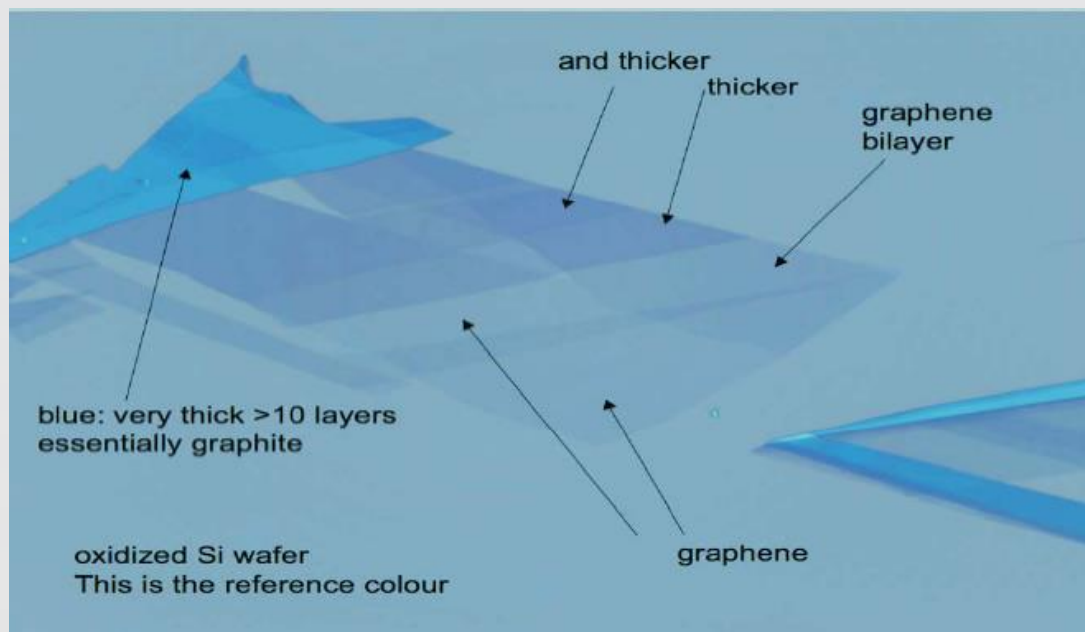 and thicker
thicker
graphene
bilayer
blue: very thick >10 layers
essentially graphite
graphene
oxidized Si wafer
This is the reference colour